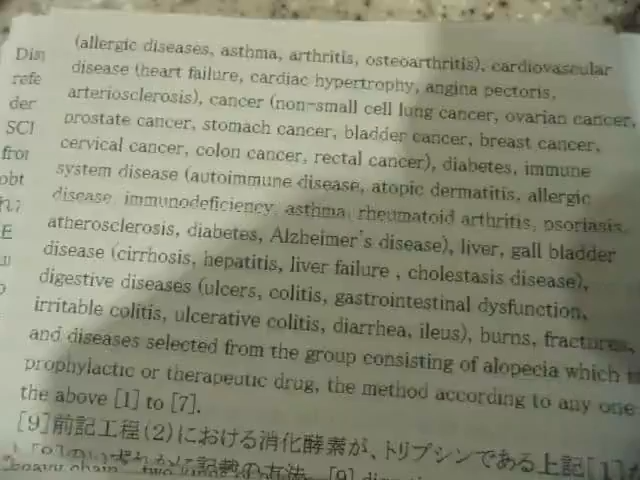 (allergic diseases, asthma, arthritis, osteoarthritis), cardiovascular
disease (heart failure, cardiac hypertrophy, angina pectoris,
arteriosclerosis), cancer (non-small cell lung cancer, ovarian cancer,
prostate cancer, stomach cancer, bladder cancer, breast cancer,
cervical cancer, colon cancer, rectal cancer), diabetes, immune
system disease (autoimmune disease, atopic dermatitis, allergic
disease, immunodeficiency, asthma, rheumatoid arthritis, psoriasis,
atherosclerosis, diabetes, Alzheimer's disease), liver, gall bladder
disease (cirrhosis, hepatitis, liver failure , cholestasis disease),
digestive diseases (ulcers, colitis, gastrointestinal dysfunction,
irritable colitis, ulcerative colitis, diarrhea, ileus), burns, fractures,
and diseases selected from the group consisting of alopecia which
prophylactic or therapeutic drug, the method according to any one
the above [1] to [7].
[9]前記工程(2)における消化酵素が、トリプシンである上記[1]